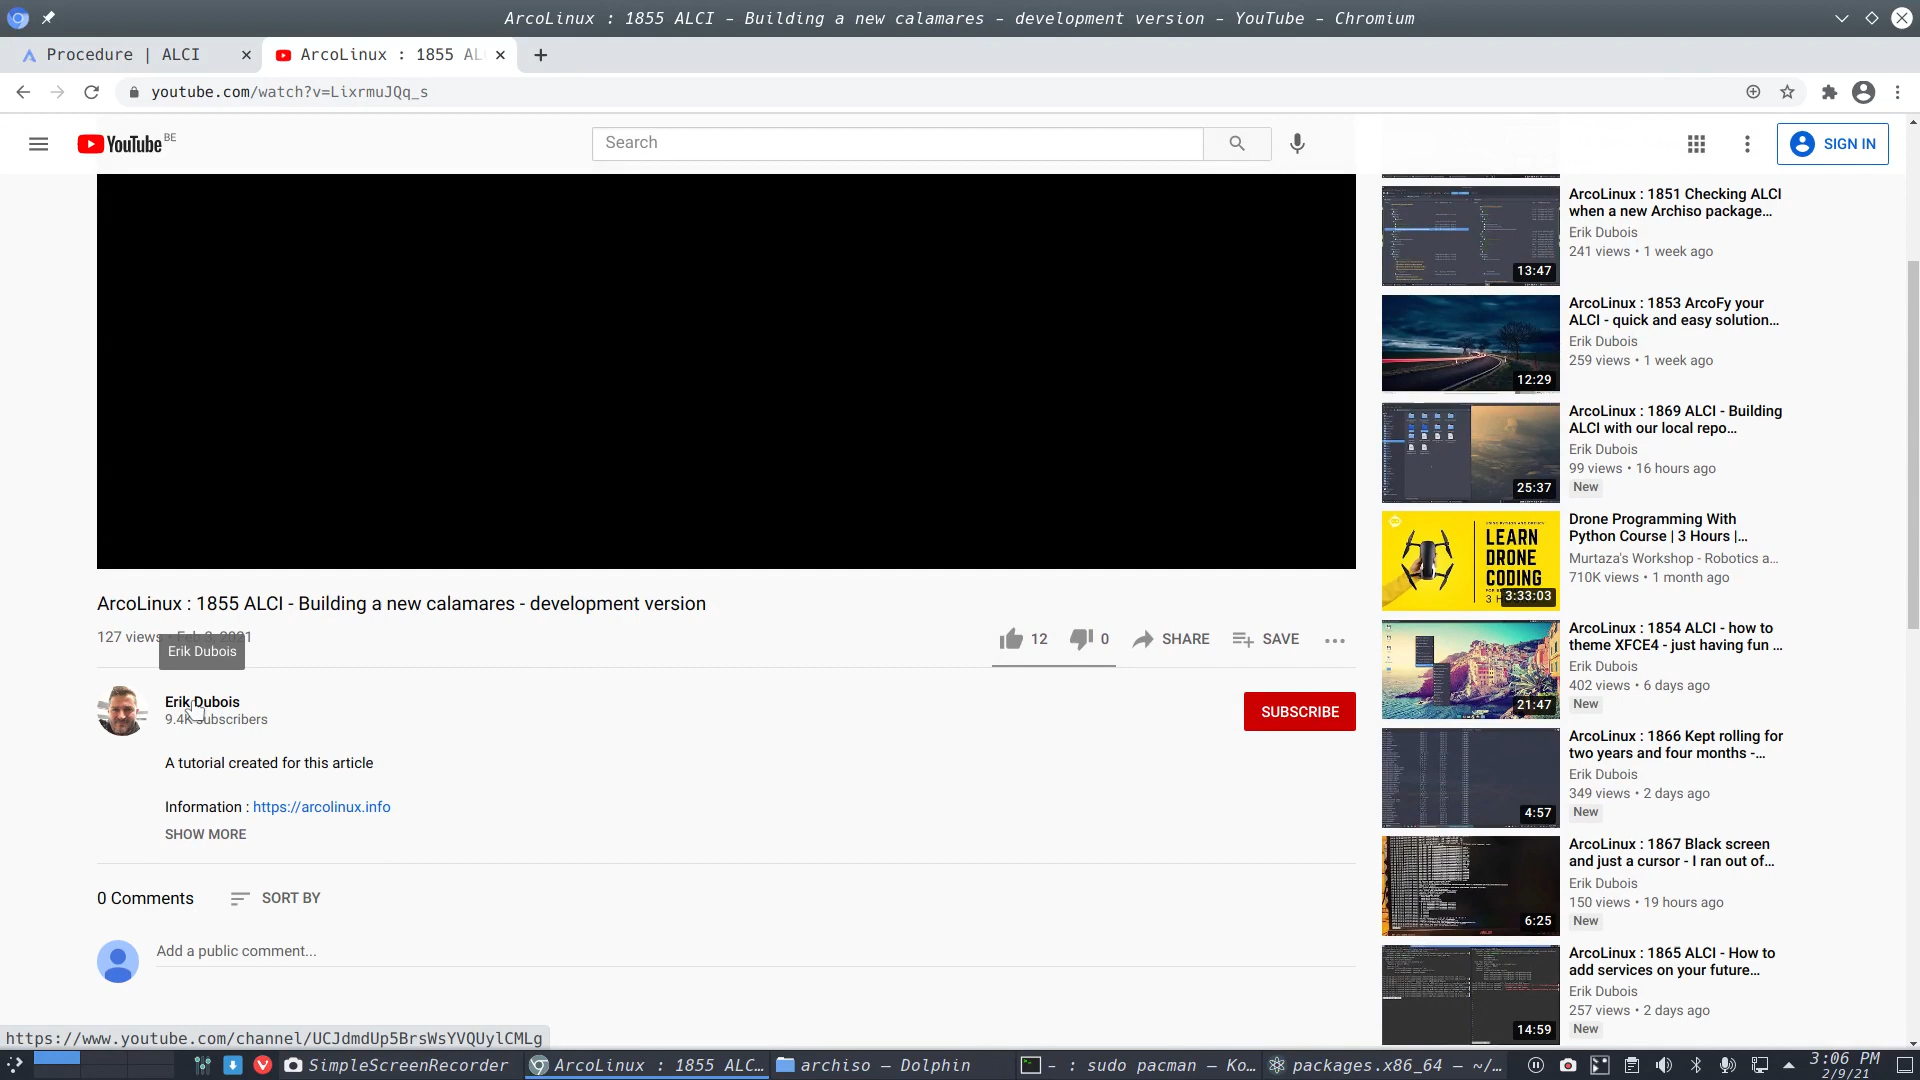 ArcoLinux : 1855 ALCI - Building a new calamares - development version - YouTube - Chromium
Procedure | ALCI
ArcoLinux : 1855 AL
youtube.com/watch?v=LixrmuJQq_s
YouTube BE
Search
SIGN IN
ArcoLinux : 1855 ALCI - Building a new calamares - development version
127 views • Feb 3, 2021
Erik Dubois
12
0
SHARE
SAVE
Erik Dubois
9.4K subscribers
SUBSCRIBE
A tutorial created for this article
Information : https://arcolinux.info
SHOW MORE
0 Comments
SORT BY
Add a public comment...
13:47
ArcoLinux : 1851 Checking ALCI
when a new Archiso package...
Erik Dubois
241 views • 1 week ago
12:29
ArcoLinux : 1853 ArcoFy your
ALCI - quick and easy solution...
Erik Dubois
259 views • 1 week ago
25:37
ArcoLinux : 1869 ALCI - Building
ALCI with our local repo...
Erik Dubois
99 views • 16 hours ago
New
LEARN
DRONE
CODING
3:33:03
Drone Programming With
Python Course | 3 Hours |...
Murtaza's Workshop - Robotics a...
710K views • 1 month ago
21:47
ArcoLinux : 1854 ALCI - how to
theme XFCE4 - just having fun ...
Erik Dubois
402 views • 6 days ago
New
4:57
ArcoLinux : 1866 Kept rolling for
two years and four months -...
Erik Dubois
349 views • 2 days ago
New
6:25
ArcoLinux : 1867 Black screen
and just a cursor - I ran out of...
Erik Dubois
150 views • 19 hours ago
New
14:59
ArcoLinux : 1865 ALCI - How to
add services on your future...
Erik Dubois
257 views • 2 days ago
New
https://www.youtube.com/channel/UCJdmdUp5BrsWsYVQUylCMLg
SimpleScreenRecorder
ArcoLinux : 1855 ALC...
archiso — Dolphin
- : sudo pacman — Ko...
packages.x86_64 — ~/...
3:06 PM
2/9/21